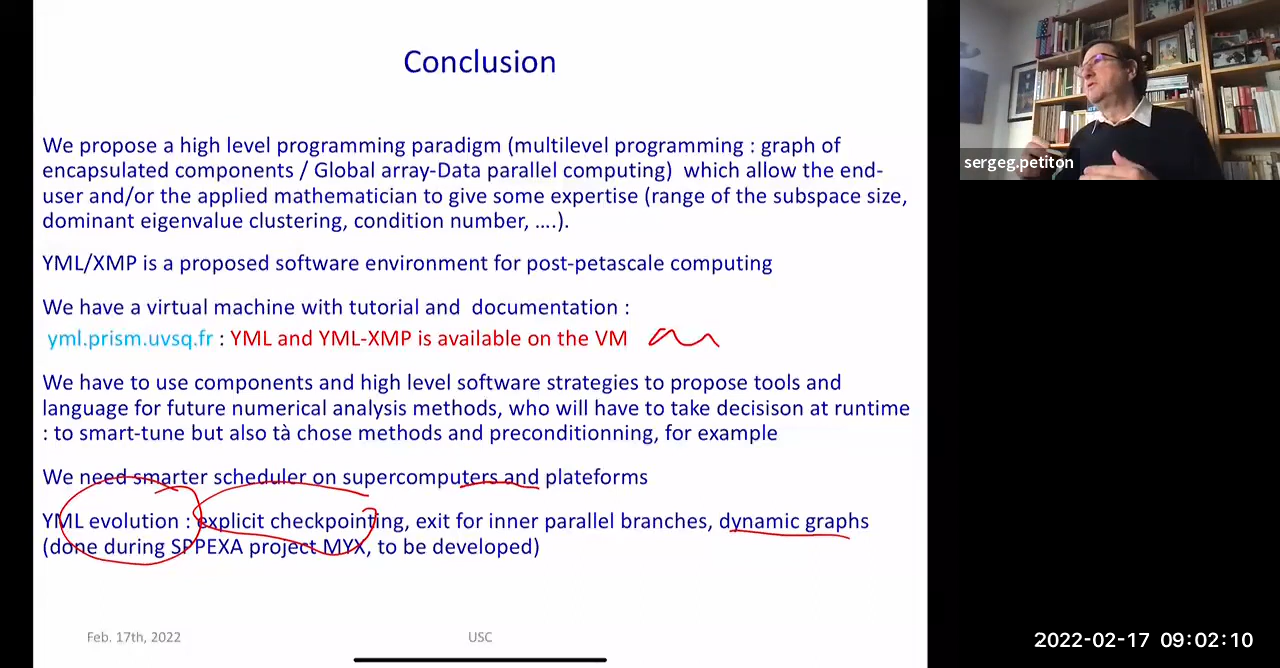 Conclusion
We propose a high level programming paradigm (multilevel programming : graph of
encapsulated components / Global array-Data parallel computing)  which allow the end-
user and/or the applied mathematician to give some expertise (range of the subspace size,
dominant eigenvalue clustering, condition number, ….).
YML/XMP is a proposed software environment for post-petascale computing
We have a virtual machine with tutorial and  documentation :
yml.prism.uvsq.fr : YML and YML-XMP is available on the VM
We have to use components and high level software strategies to propose tools and
language for future numerical analysis methods, who will have to take decisison at runtime
: to smart-tune but also tà chose methods and preconditionning, for example
We need smarter scheduler on supercomputers and plateforms
YML evolution : explicit checkpointing, exit for inner parallel branches, dynamic graphs
(done during SPPEXA project MYX, to be developed)
Feb. 17th, 2022
USC
sergeg.petiton
2022-02-17 09:02:10